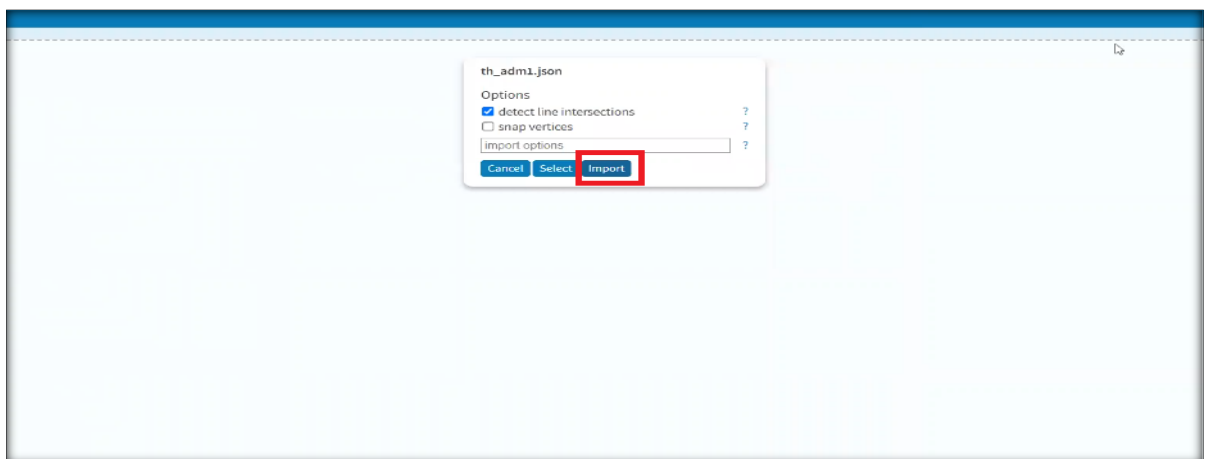 th_adm1.json
Options
detect line intersections ?
snap vertices ?
import options ?
Cancel Select Import